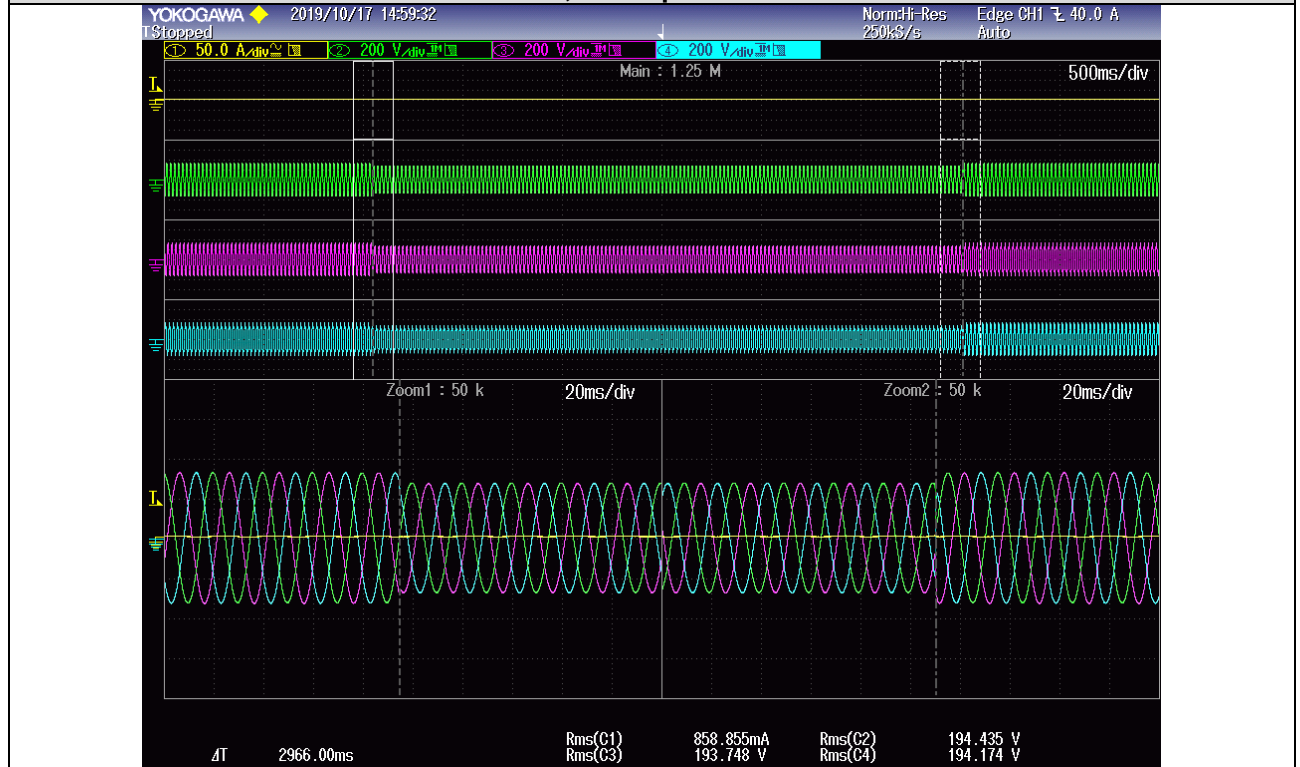 YOKOGAWA 2019/10/17 14:59:32 Norm:Hi-Res Edge CH1 40.0 A
Stopped 250kS/s Auto
1 50.0 A/div 2 200 V/div 1M 3 200 V/div 1M 4 200 V/div 1M
Main : 1.25 M 500ms/div
T
Zoom1 : 50 k 20ms/div Zoom2 : 50 k 20ms/div
T
Rms(C1) 858.855mA Rms(C2) 194.435 V
ΔT 2966.00ms Rms(C3) 193.748 V Rms(C4) 194.174 V